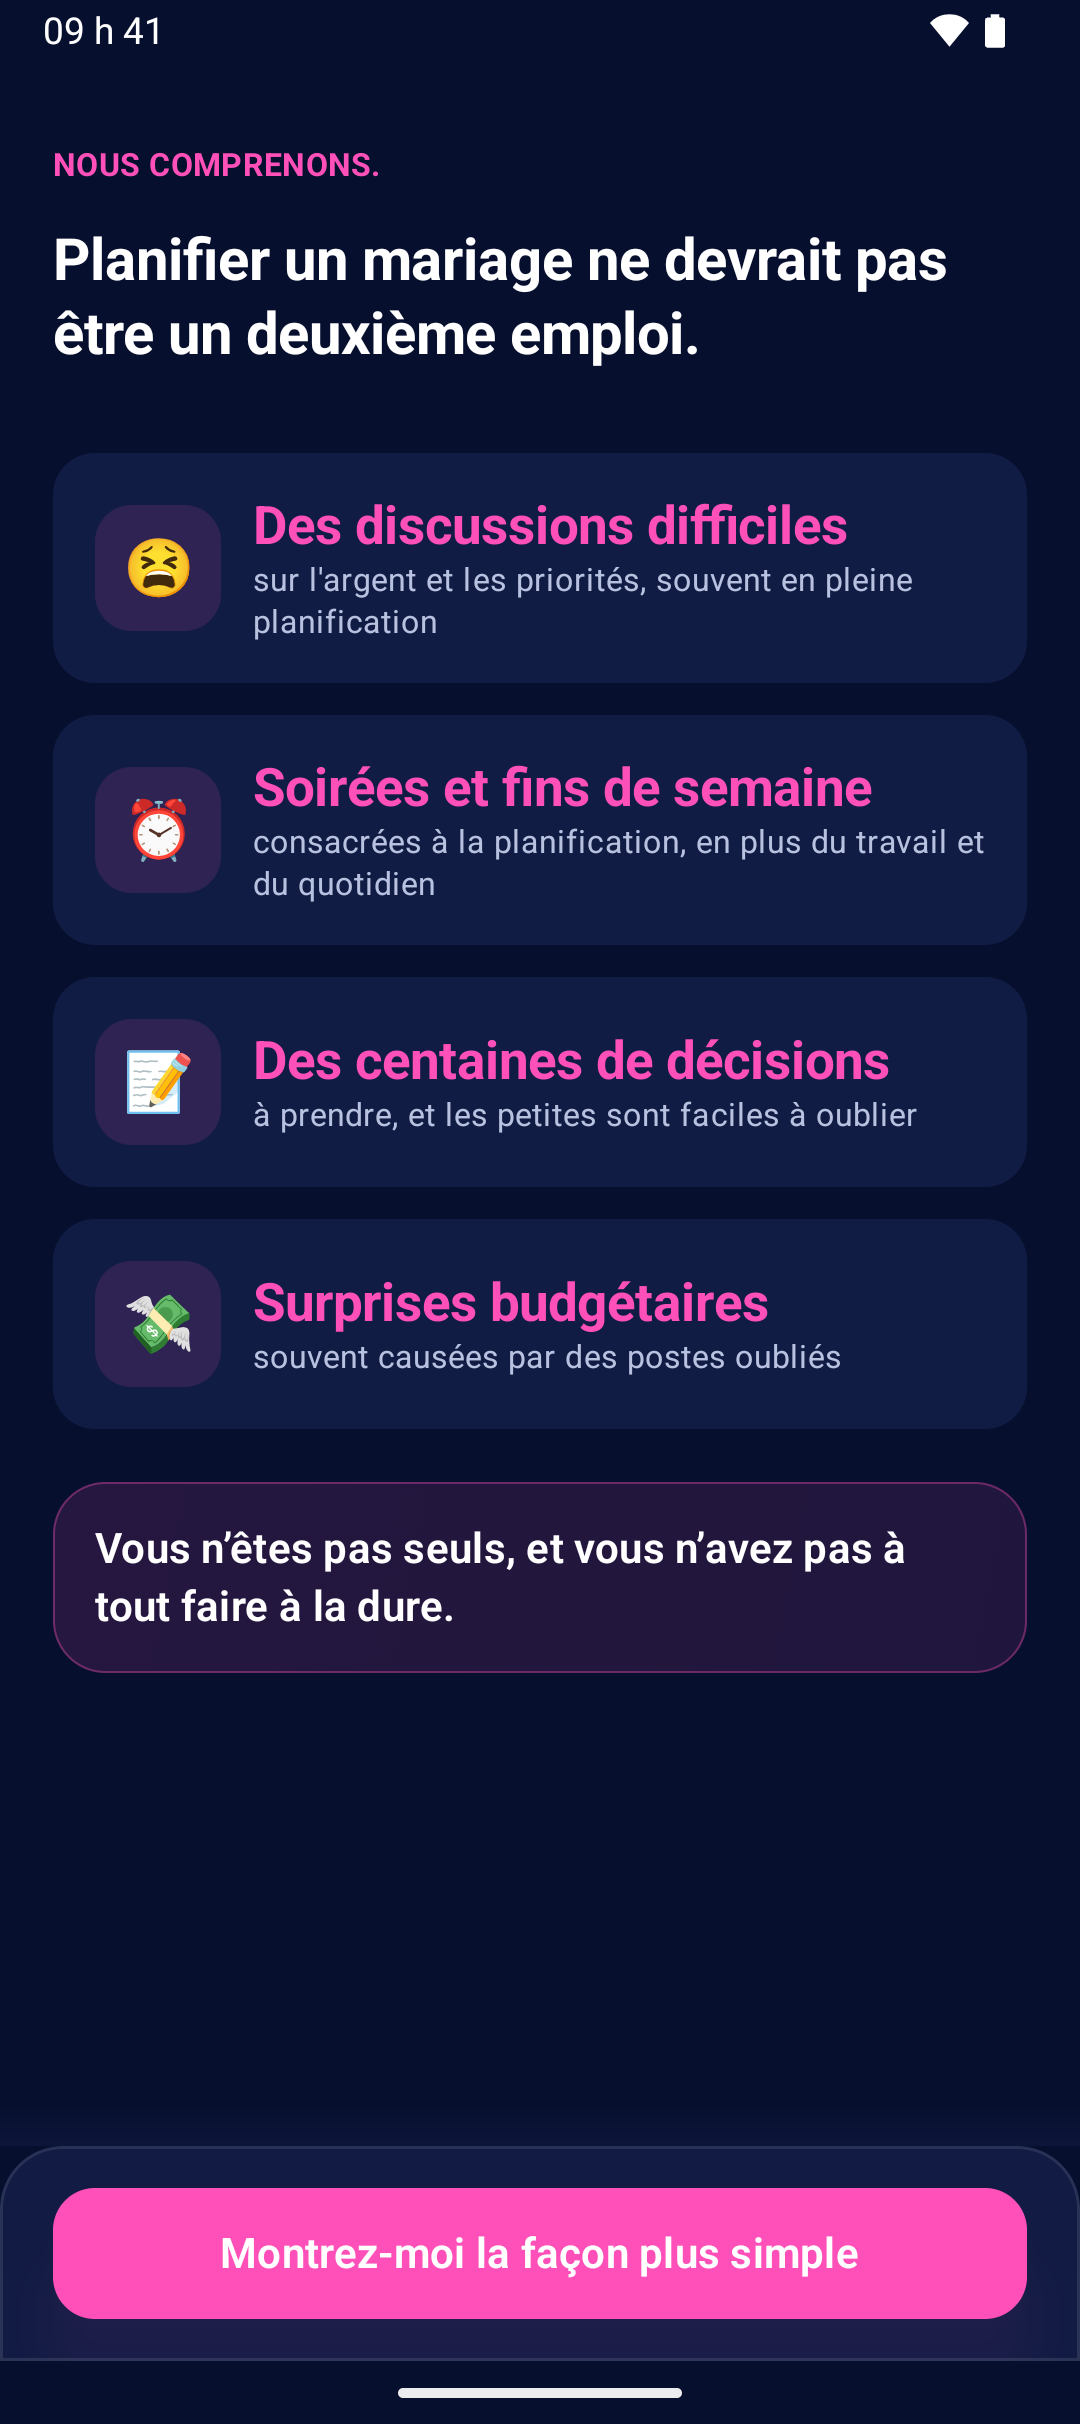 09 h 41
NOUS COMPRENONS.
Planifier un mariage ne devrait pas
être un deuxième emploi.
Des discussions difficiles
sur l'argent et les priorités, souvent en pleine
planification
Soirées et fins de semaine
consacrées à la planification, en plus du travail et
du quotidien
Des centaines de décisions
à prendre, et les petites sont faciles à oublier
Surprises budgétaires
souvent causées par des postes oubliés
Vous n’êtes pas seuls, et vous n’avez pas à
tout faire à la dure.
Montrez-moi la façon plus simple